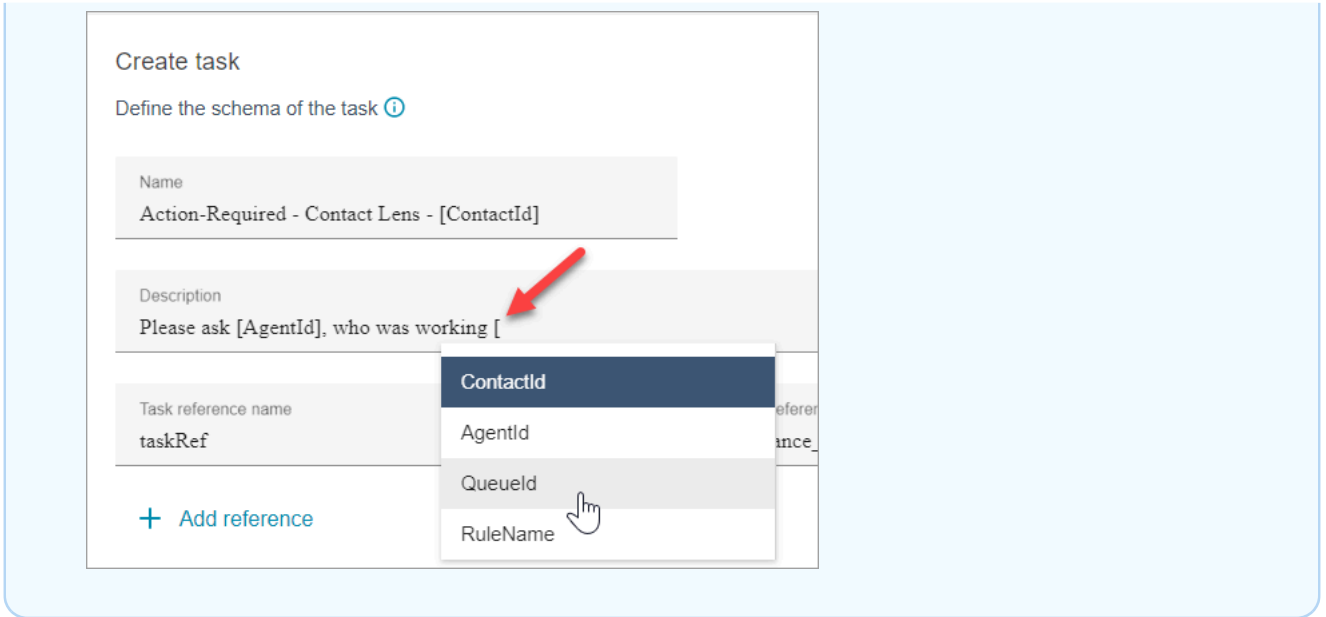 Create task
Define the schema of the task
Name
Action-Required - Contact Lens - [ContactId]
Description
Please ask [AgentId], who was working [
ContactId
AgentId
QueueId
RuleName
Task reference name
taskRef
+ Add reference